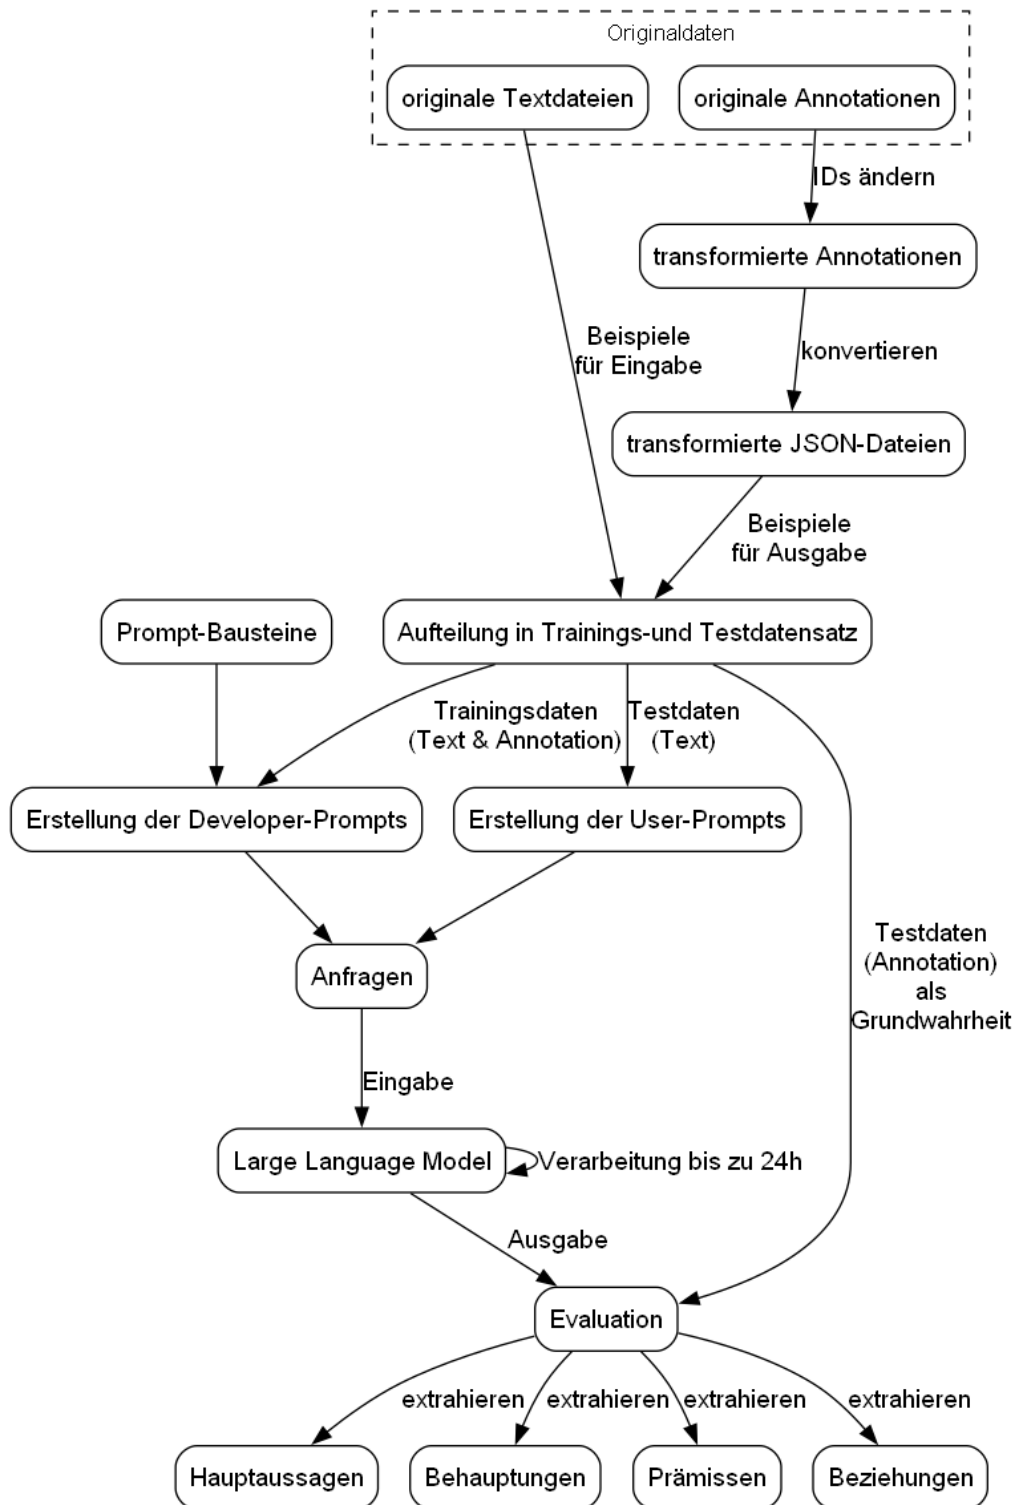 Originaldaten
originale Textdateien
originale Annotationen
IDs ändern
transformierte Annotationen
Beispiele
für Eingabe
konvertieren
transformierte JSON-Dateien
Beispiele
für Ausgabe
Prompt-Bausteine
Aufteilung in Trainings-und Testdatensatz
Trainingsdaten
(Text & Annotation)
Testdaten
(Text)
Erstellung der Developer-Prompts
Erstellung der User-Prompts
Testdaten
(Annotation)
als
Grundwahrheit
Anfragen
Eingabe
Large Language Model
Verarbeitung bis zu 24h
Ausgabe
Evaluation
extrahieren
extrahieren
extrahieren
extrahieren
Hauptaussagen
Behauptungen
Prämissen
Beziehungen